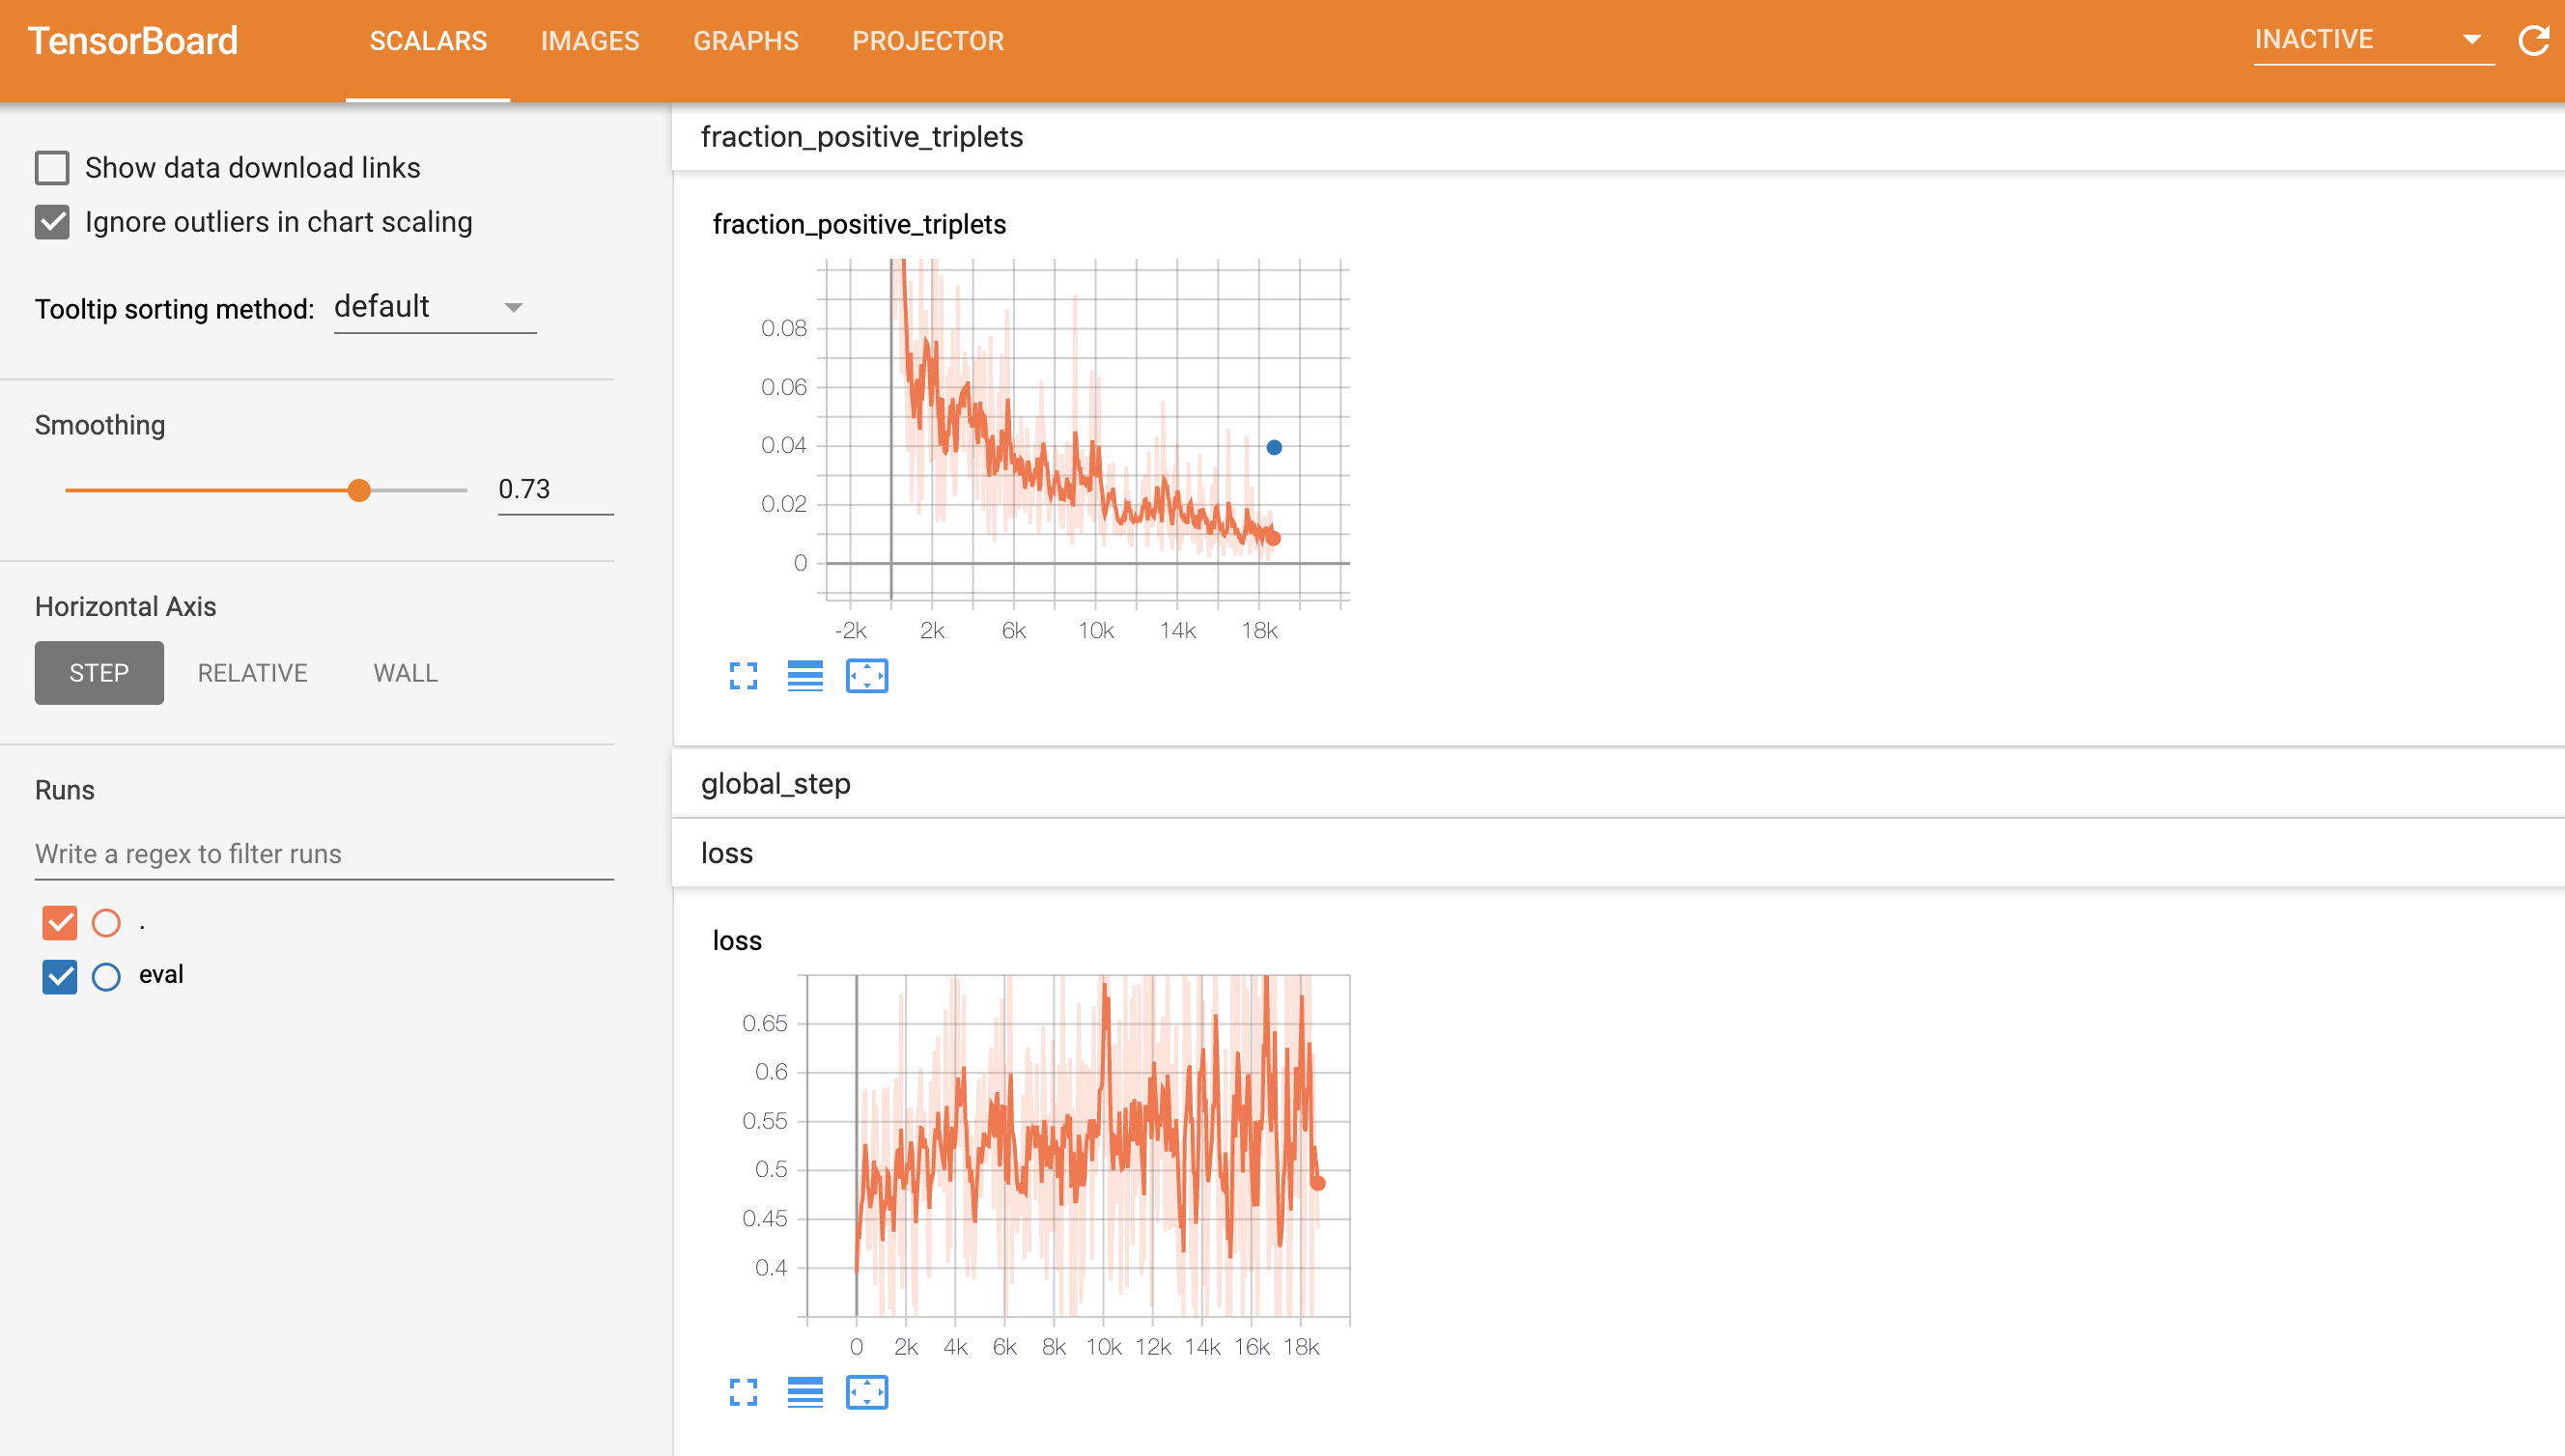 TensorBoard SCALARS IMAGES GRAPHS PROJECTOR INACTIVE
Show data download links
Ignore outliers in chart scaling
Tooltip sorting method: default
Smoothing
0.73
Horizontal Axis
STEP RELATIVE WALL
Runs
Write a regex to filter runs
.
eval
fraction_positive_triplets
fraction_positive_triplets
0.08
0.06
0.04
0.02
0
-2k 2k 6k 10k 14k 18k
global_step
loss
loss
0.65
0.6
0.55
0.5
0.45
0.4
0 2k 4k 6k 8k 10k 12k 14k 16k 18k